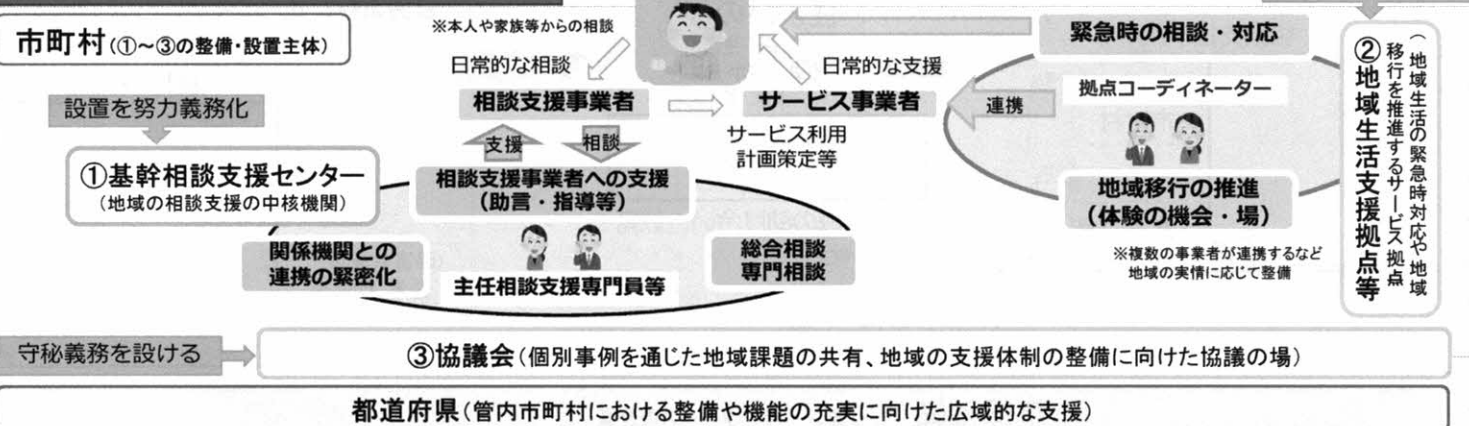 市町村(①～③の整備・設置主体)
※本人や家族等からの相談
日常的な相談
日常的な支援
緊急時の相談・対応
設置を努力義務化
相談支援事業者
サービス事業者
連携
拠点コーディネーター
支援
相談
サービス利用
計画策定等
①基幹相談支援センター
(地域の相談支援の中核機関)
相談支援事業者への支援
(助言・指導等)
地域移行の推進
(体験の機会・場)
関係機関との
連携の緊密化
総合相談
専門相談
主任相談支援専門員等
※複数の事業者が連携するなど
地域の実情に応じて整備
②地域生活支援拠点等
(地域生活の緊急時対応や地域
移行を推進するサービス拠点
守秘義務を設ける
③協議会(個別事例を通じた地域課題の共有、地域の支援体制の整備に向けた協議の場)
都道府県(管内市町村における整備や機能の充実に向けた広域的な支援)